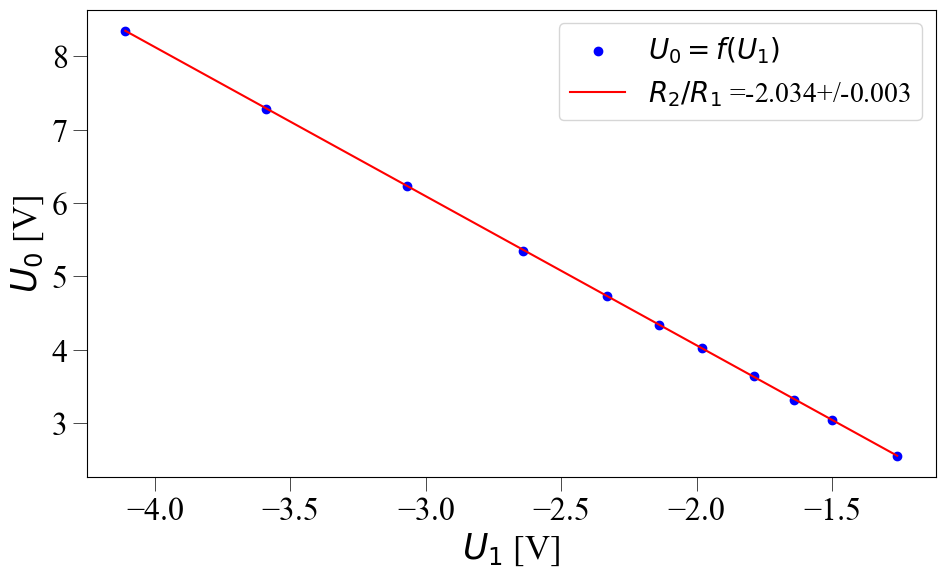 U₀ = f(U₁)
R₂/R₁ =-2.034+/-0.003
8
7
6
5
4
3
U₀ [V]
−4.0 −3.5 −3.0 −2.5 −2.0 −1.5
U₁ [V]